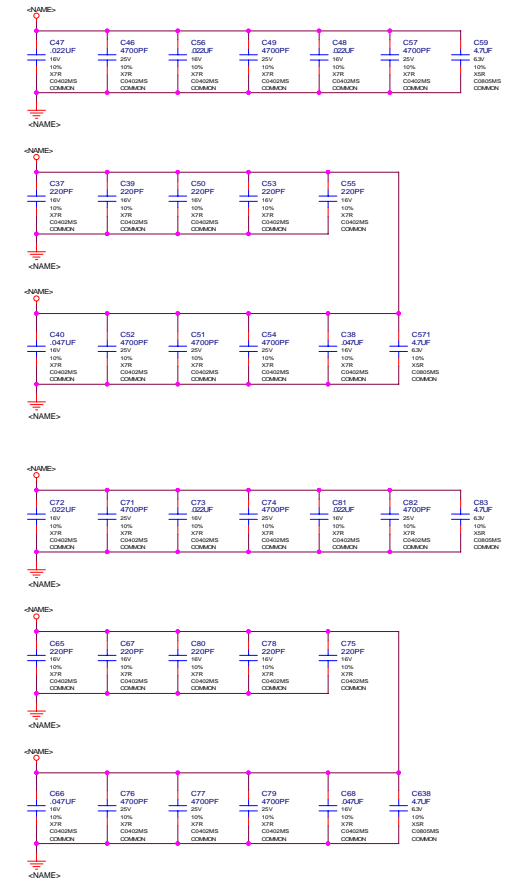 <NAME>
C47 C46 C56 C49 C48 C57 C59
.022UF 4700PF .022UF 4700PF .022UF 4700PF 4.7UF
16V 25V 16V 25V 16V 25V 6.3V
10% 10% 10% 10% 10% 10% 10%
X7R X7R X7R X7R X7R X7R X5R
C0402MS C0402MS C0402MS C0402MS C0402MS C0402MS C0805MS
COMMON COMMON COMMON COMMON COMMON COMMON COMMON
<NAME>
<NAME>
C37 C39 C50 C53 C55
220PF 220PF 220PF 220PF 220PF
16V 16V 16V 16V 16V
10% 10% 10% 10% 10%
X7R X7R X7R X7R X7R
C0402MS C0402MS C0402MS C0402MS C0402MS
COMMON COMMON COMMON COMMON COMMON
<NAME>
<NAME>
C40 C52 C51 C54 C38 C571
.047UF 4700PF 4700PF 4700PF .047UF 4.7UF
16V 25V 25V 25V 16V 6.3V
10% 10% 10% 10% 10% 10%
X7R X7R X7R X7R X7R X5R
C0402MS C0402MS C0402MS C0402MS C0402MS C0805MS
COMMON COMMON COMMON COMMON COMMON COMMON
<NAME>
<NAME>
C72 C71 C73 C74 C81 C82 C83
.022UF 4700PF .022UF 4700PF .022UF 4700PF 4.7UF
16V 25V 16V 25V 16V 25V 6.3V
10% 10% 10% 10% 10% 10% 10%
X7R X7R X7R X7R X7R X7R X5R
C0402MS C0402MS C0402MS C0402MS C0402MS C0402MS C0805MS
COMMON COMMON COMMON COMMON COMMON COMMON COMMON
<NAME>
<NAME>
C65 C67 C80 C78 C75
220PF 220PF 220PF 220PF 220PF
16V 16V 16V 16V 16V
10% 10% 10% 10% 10%
X7R X7R X7R X7R X7R
C0402MS C0402MS C0402MS C0402MS C0402MS
COMMON COMMON COMMON COMMON COMMON
<NAME>
<NAME>
C66 C76 C77 C79 C68 C638
.047UF 4700PF 4700PF 4700PF .047UF 4.7UF
16V 25V 25V 25V 16V 6.3V
10% 10% 10% 10% 10% 10%
X7R X7R X7R X7R X7R X5R
C0402MS C0402MS C0402MS C0402MS C0402MS C0805MS
COMMON COMMON COMMON COMMON COMMON COMMON
<NAME>